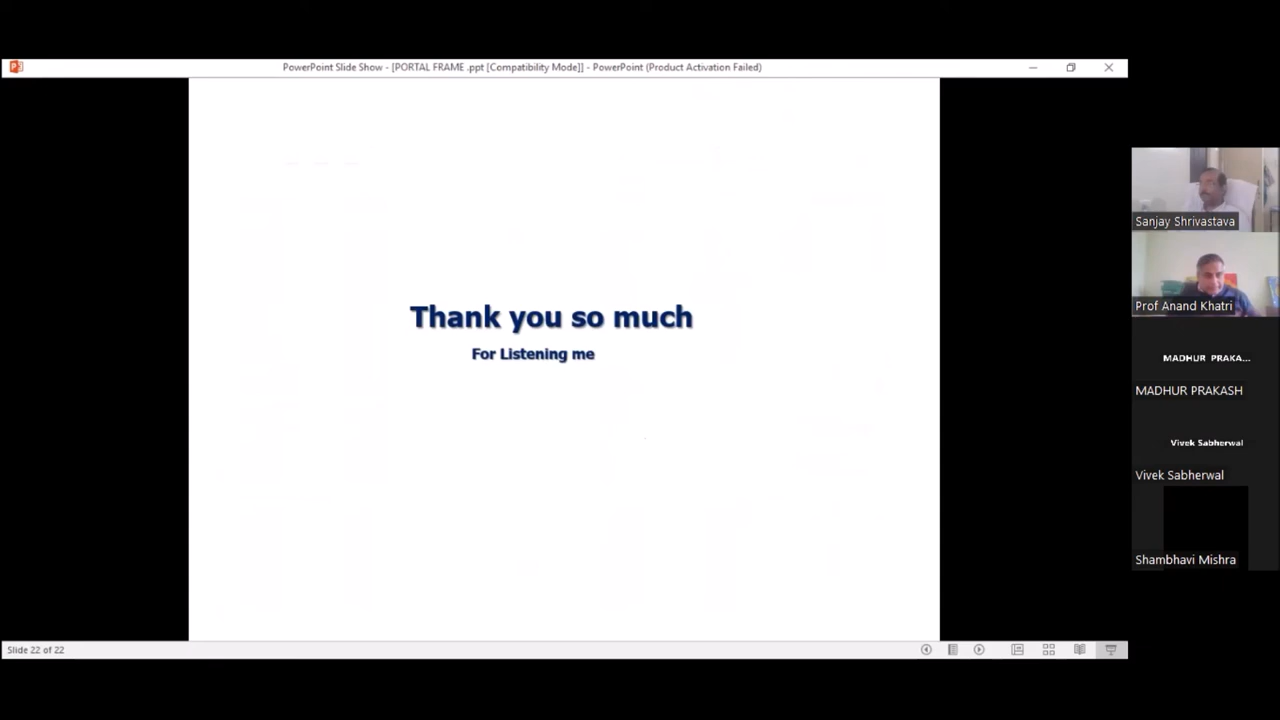 PowerPoint Slide Show - [PORTAL FRAME .ppt [Compatibility Mode]] - PowerPoint (Product Activation Failed)
Thank you so much
For Listening me
Sanjay Shrivastava
Prof Anand Khatri
MADHUR PRAKA...
MADHUR PRAKASH
Vivek Sabherwal
Vivek Sabherwal
Shambhavi Mishra
Slide 22 of 22